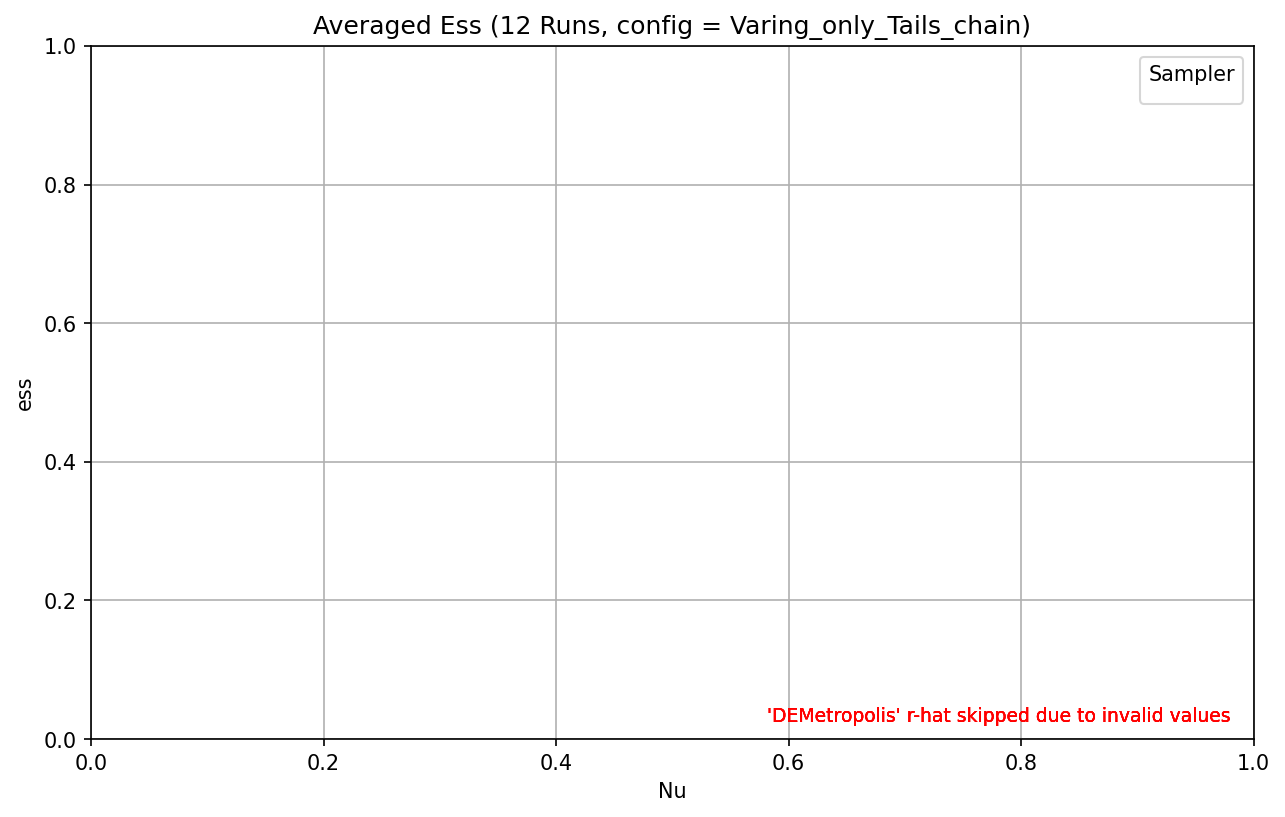 Averaged Ess (12 Runs, config = Varing_only_Tails_chain)
1.0
Sampler
0.8
0.6
ess
0.4
0.2
'DEMetropolis' r-hat skipped due to invalid values
0.0
0.0 0.2 0.4 0.6 0.8 1.0
Nu